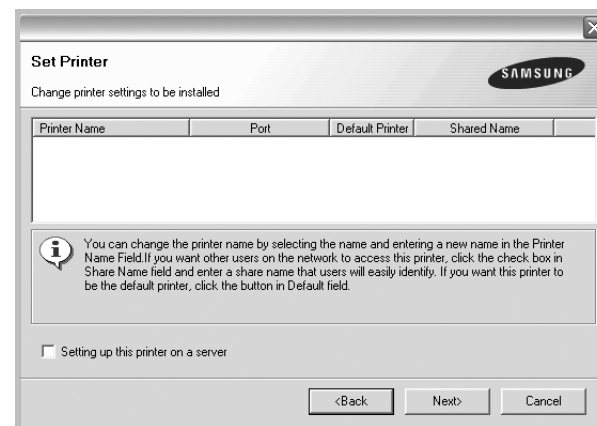 Set Printer
SAMSUNG
Change printer settings to be installed
Printer Name Port Default Printer Shared Name
You can change the printer name by selecting the name and entering a new name in the Printer
Name Field.If you want other users on the network to access this printer, click the check box in
Share Name field and enter a share name that users will easily identify. If you want this printer to
be the default printer, click the button in Default field.
Setting up this printer on a server
<Back Next> Cancel